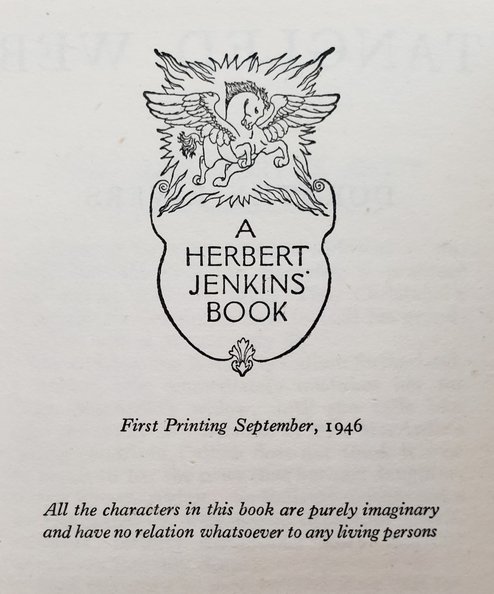 A
HERBERT
JENKINS'
BOOK
First Printing September, 1946
All the characters in this book are purely imaginary
and have no relation whatsoever to any living persons